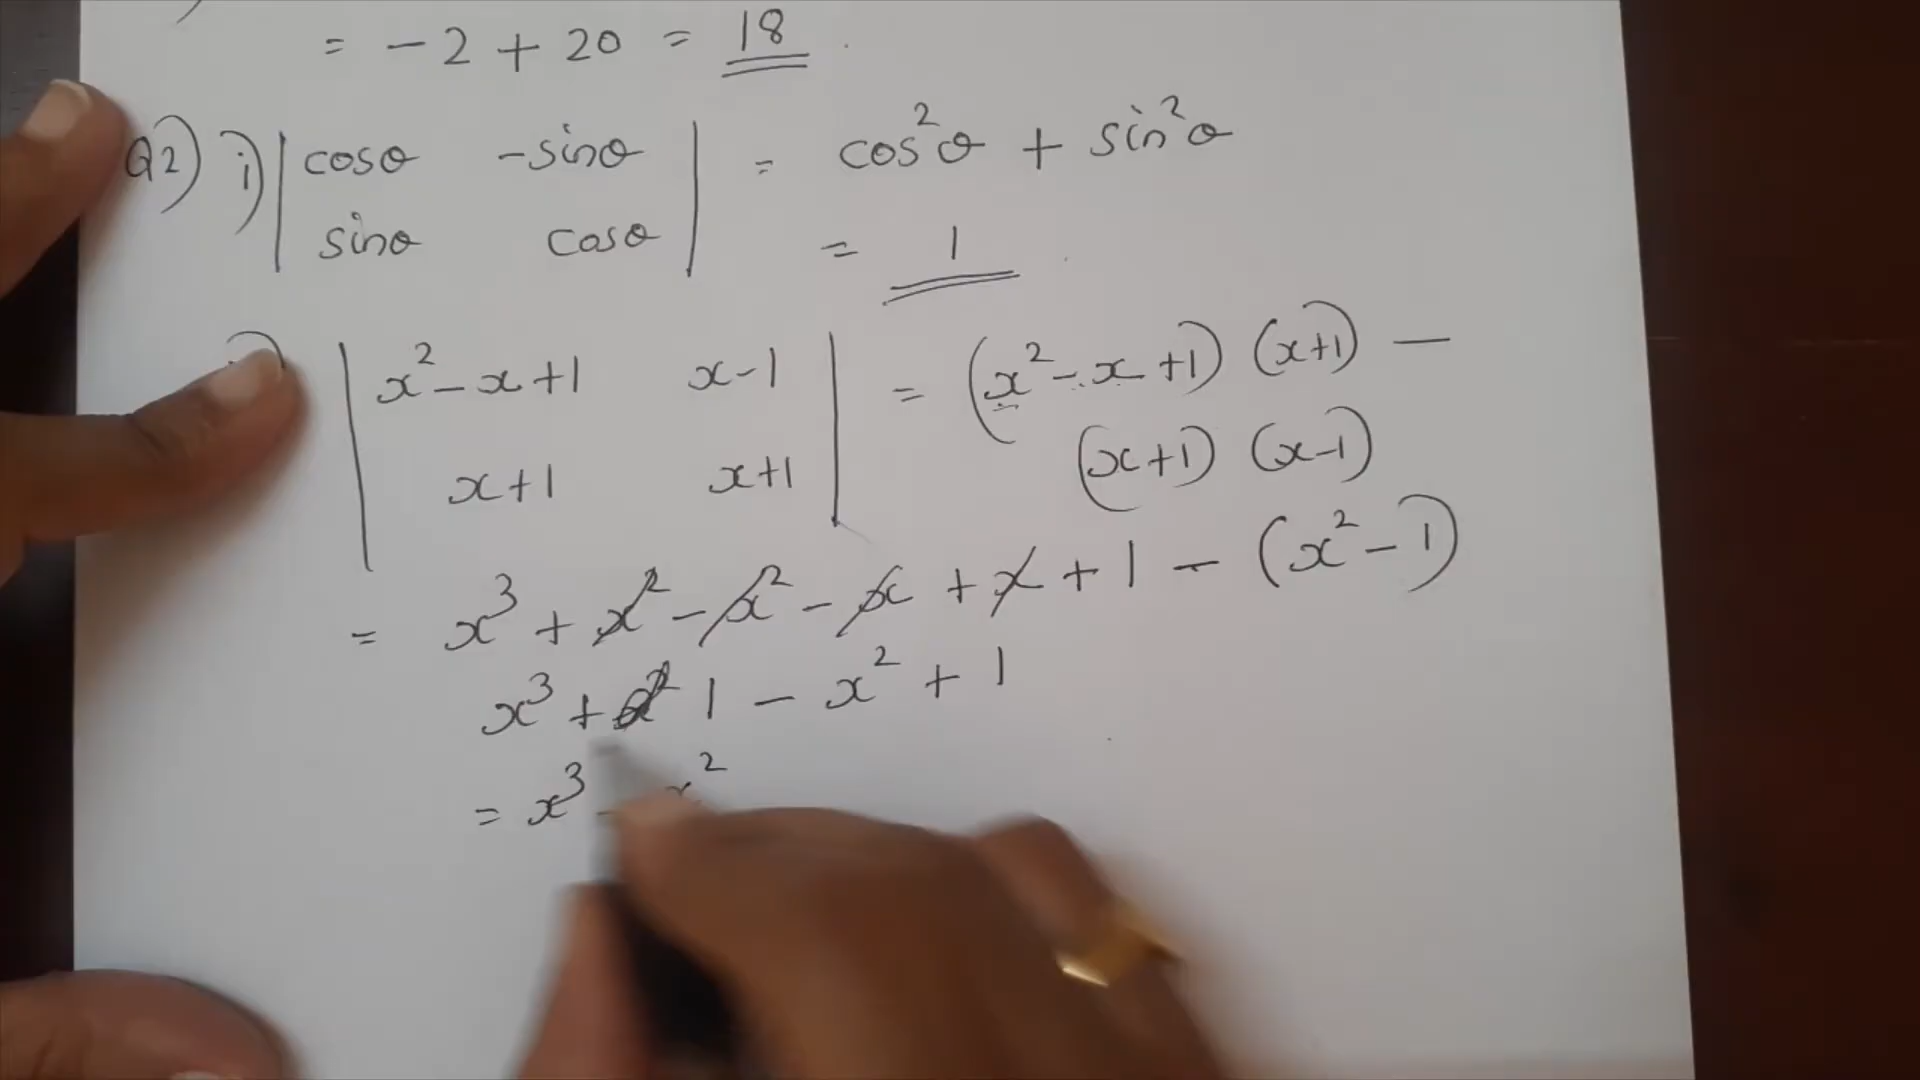 = -2 + 20 = 18
Q2) i) | cosθ -sinθ | = cos²θ + sin²θ
| sinθ cosθ | = 1
| x² - x + 1 x - 1 | = (x² - x + 1) (x+1) -
| x+1 x+1 | (x+1) (x-1)
= x³ + x² - x² - x + x + 1 - (x² - 1)
x³ + 1 - x² + 1
= x³ - x²